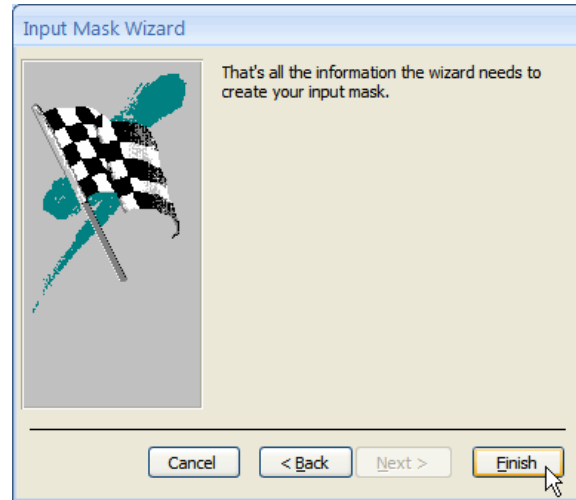 Input Mask Wizard
That's all the information the wizard needs to
create your input mask.
Cancel
< Back
Next >
Finish